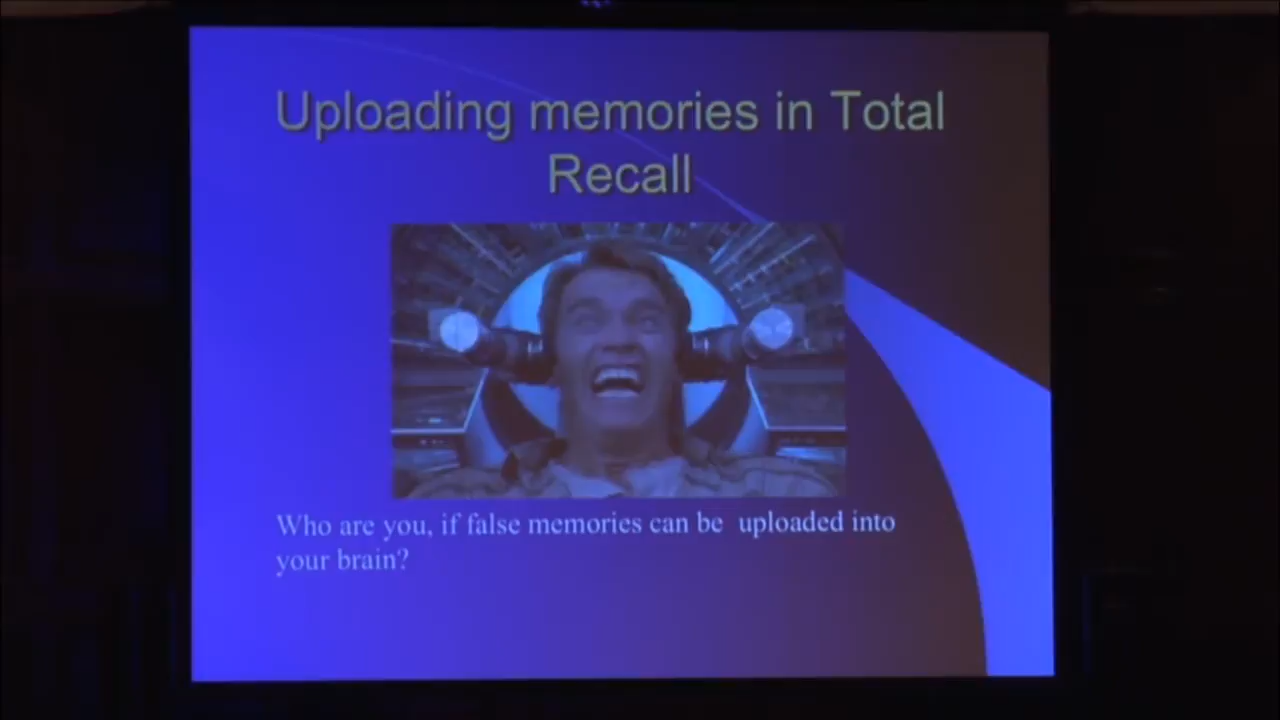 Uploading memories in Total
Recall
Who are you, if false memories can be uploaded into
your brain?